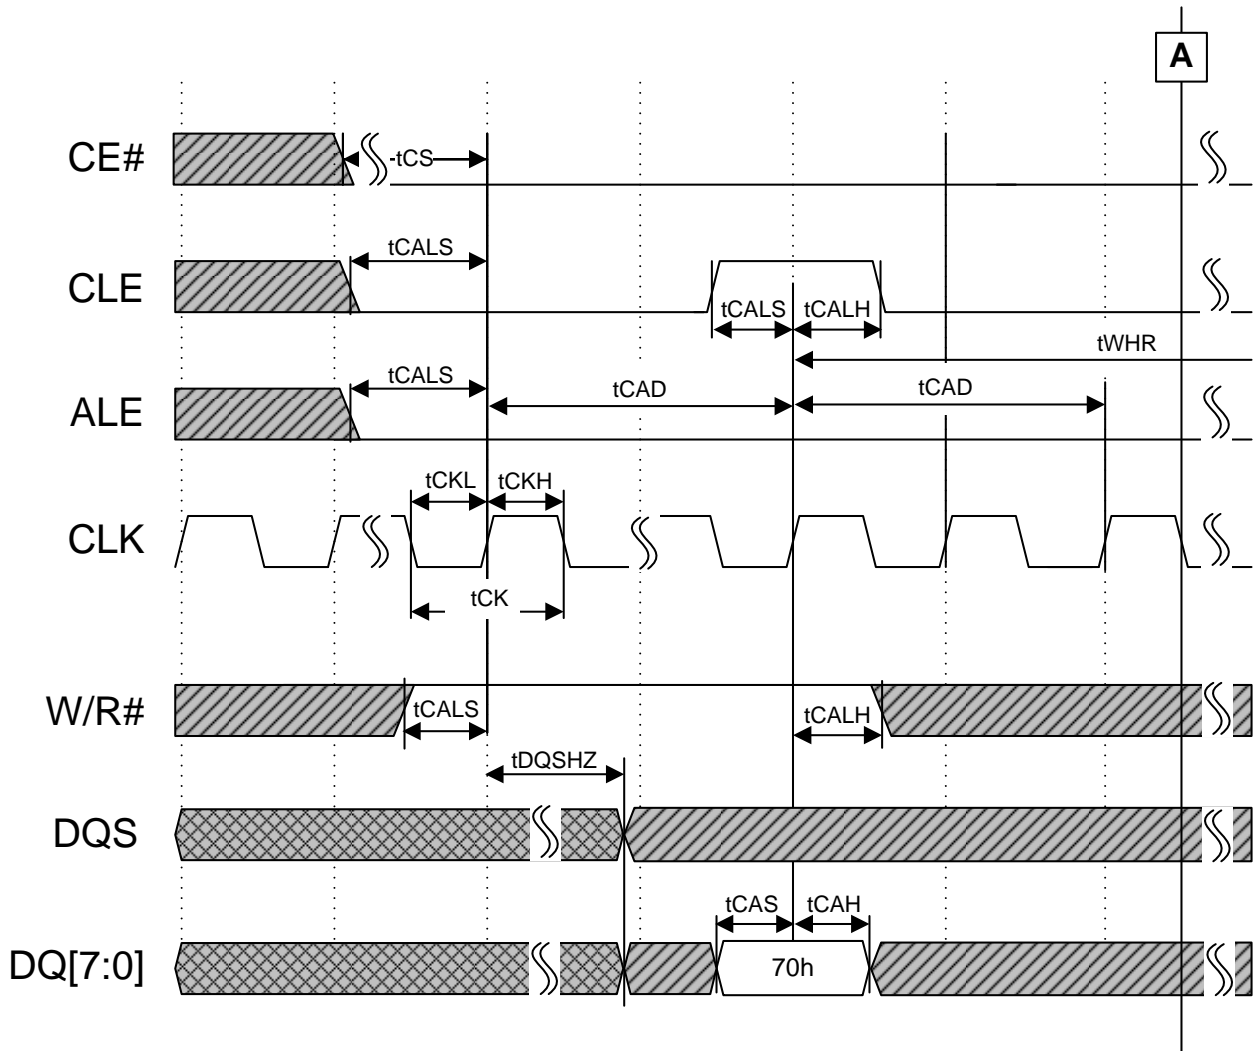 A
CE#
tCS
CLE
tCALS
tCALS
tCALH
tWHR
ALE
tCALS
tCAD
tCAD
CLK
tCKL
tCKH
tCK
W/R#
tCALS
tCALH
tDQSHZ
DQS
tCAS
tCAH
DQ[7:0]
70h